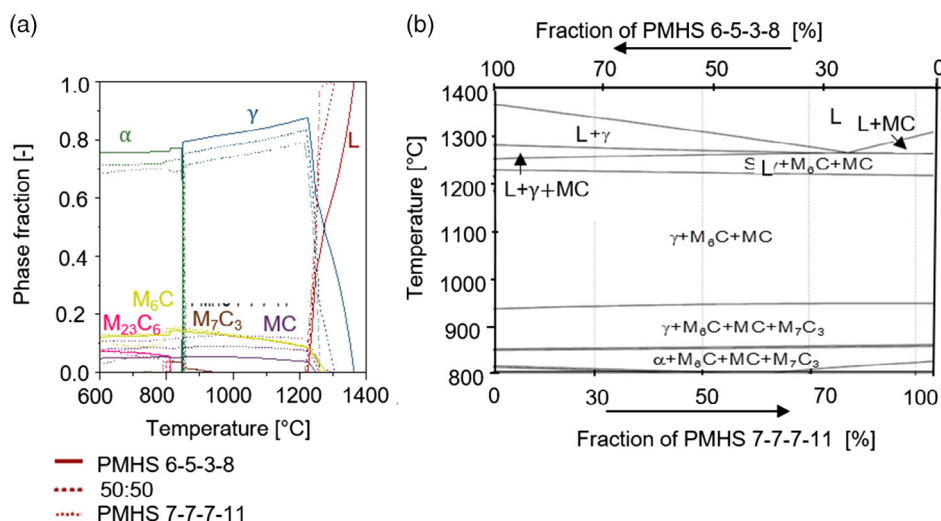 (a)
Phase fraction [-]
1.0
0.8
0.6
0.4
0.2
0.0
α
γ
L
M₆C
M₂₃C₆
M₇C₃
MC
600
800
1000
1200
1400
Temperature [°C]
PMHS 6-5-3-8
50:50
PMHS 7-7-7-11
(b)
Fraction of PMHS 6-5-3-8 [%]
100 70 50 30 0
Temperature [°C]
1400
1300
1200
1100
1000
900
800
L
L+γ
L+MC
γ+M₆C+MC
L+γ+MC
γ+M₆C+MC
γ+M₆C+MC+M₇C₃
α+M₆C+MC+M₇C₃
0 30 50 70 100
Fraction of PMHS 7-7-7-11 [%]